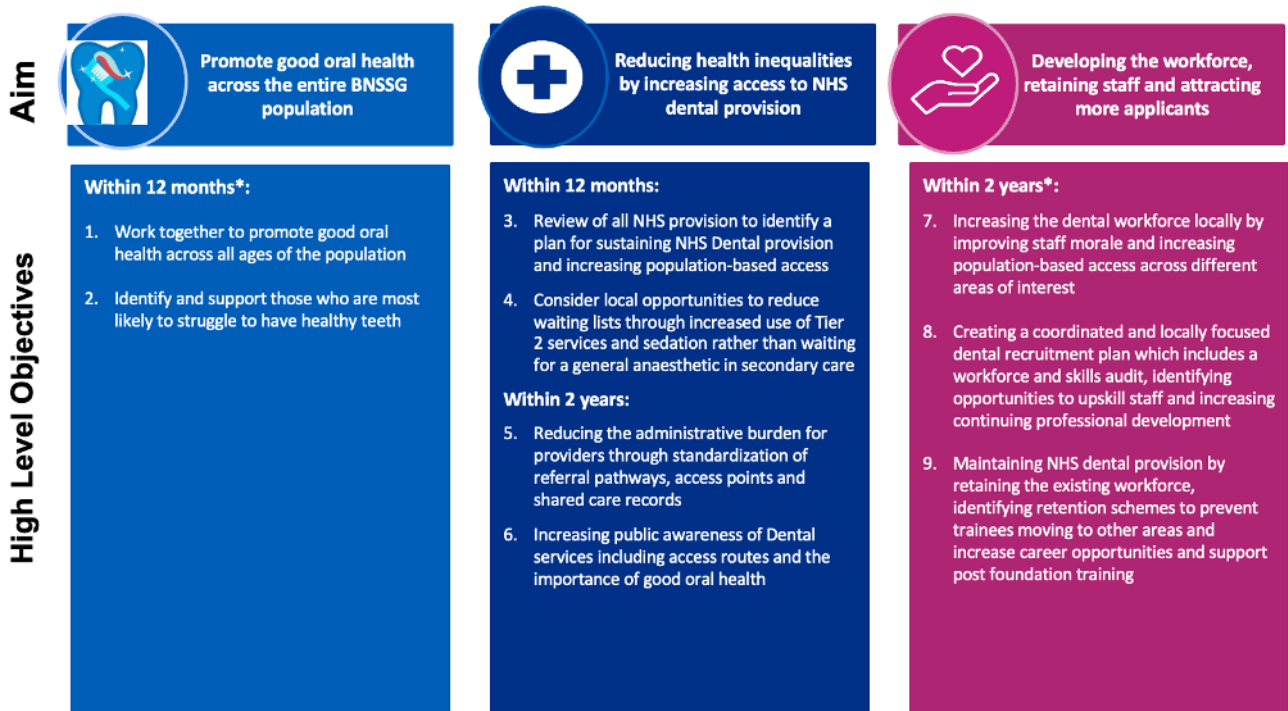 Aim
Promote good oral health
across the entire BNSSG
population
Reducing health inequalities
by increasing access to NHS
dental provision
Developing the workforce,
retaining staff and attracting
more applicants
High Level Objectives
Within 12 months*:
1. Work together to promote good oral
health across all ages of the population
2. Identify and support those who are most
likely to struggle to have healthy teeth
Within 12 months:
3. Review of all NHS provision to identify a
plan for sustaining NHS Dental provision
and increasing population-based access
4. Consider local opportunities to reduce
waiting lists through increased use of Tier
2 services and sedation rather than waiting
for a general anaesthetic in secondary care
Within 2 years:
5. Reducing the administrative burden for
providers through standardization of
referral pathways, access points and
shared care records
6. Increasing public awareness of Dental
services including access routes and the
importance of good oral health
Within 2 years*:
7. Increasing the dental workforce locally by
improving staff morale and increasing
population-based access across different
areas of interest
8. Creating a coordinated and locally focused
dental recruitment plan which includes a
workforce and skills audit, identifying
opportunities to upskill staff and increasing
continuing professional development
9. Maintaining NHS dental provision by
retaining the existing workforce,
identifying retention schemes to prevent
trainees moving to other areas and
increase career opportunities and support
post foundation training